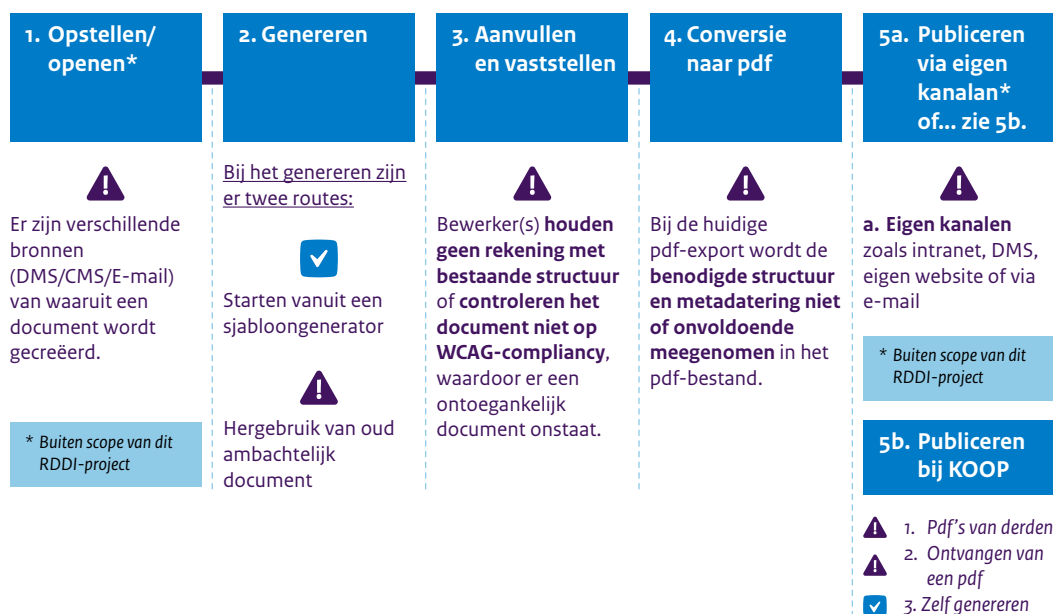 1. Opstellen/
openen*
Er zijn verschillende
bronnen
(DMS/CMS/E-mail)
van waaruit een
document wordt
gecreëerd.
* Buiten scope van dit
RDDI-project
2. Genereren
Bij het genereren zijn
er twee routes:
Starten vanuit een
sjabloongenerator
Hergebruik van oud
ambachtelijk
document
3. Aanvullen
en vaststellen
Bewerker(s) houden
geen rekening met
bestaande structuur
of controleren het
document niet op
WCAG-compliancy,
waardoor er een
ontoegankelijk
document onstaat.
4. Conversie
naar pdf
Bij de huidige
pdf-export wordt de
benodigde structuur
en metadatering niet
of onvoldoende
meegenomen in het
pdf-bestand.
5a. Publiceren
via eigen
kanalan*
of... zie 5b.
a. Eigen kanalen
zoals intranet, DMS,
eigen website of via
e-mail
* Buiten scope van dit
RDDI-project
5b. Publiceren
bij KOOP
1. Pdf's van derden
2. Ontvangen van
een pdf
3. Zelf genereren